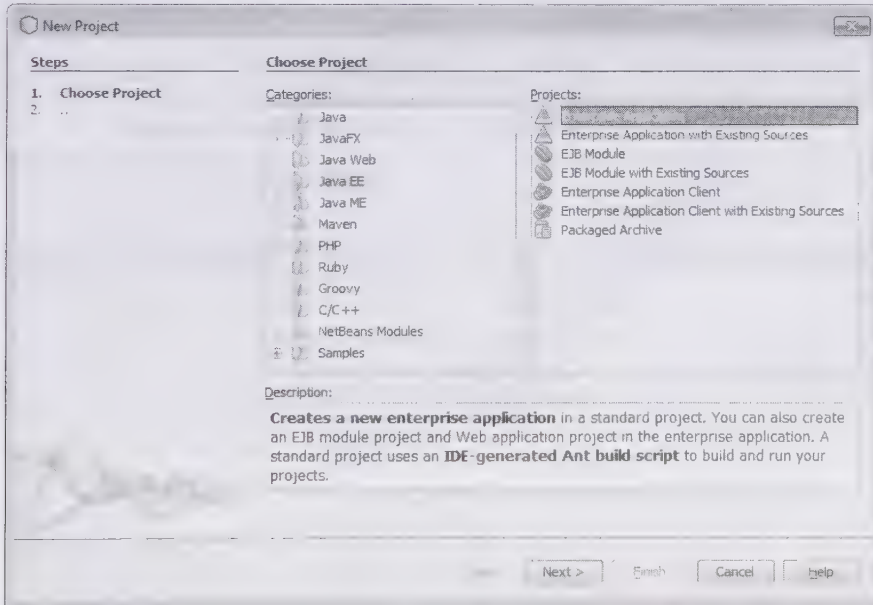 New Project
Steps
1. Choose Project
2. ..
Choose Project
Categories:
Java
JavaFX
Java Web
Java EE
Java ME
Maven
PHP
Ruby
Groovy
C/C++
NetBeans Modules
Samples
Projects:
Enterprise Application with Existing Sources
EJB Module
EJB Module with Existing Sources
Enterprise Application Client
Enterprise Application Client with Existing Sources
Packaged Archive
Description:
Creates a new enterprise application in a standard project. You can also create
an EJB module project and Web application project in the enterprise application. A
standard project uses an IDE-generated Ant build script to build and run your
projects.
Next >
Finish
Cancel
Help